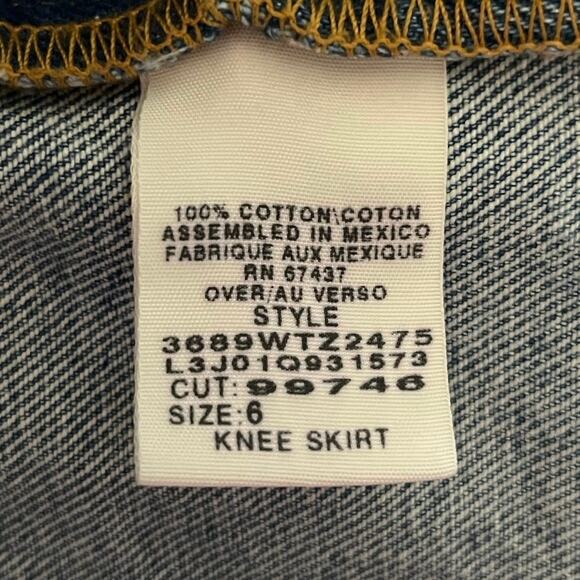 100% COTTON\COTON
ASSEMBLED IN MEXICO
FABRIQUE AUX MEXIQUE
RN 67437
OVER/AU VERSO
STYLE
3689WTZ2475
L3J01Q931573
CUT: 99746
SIZE:6
KNEE SKIRT